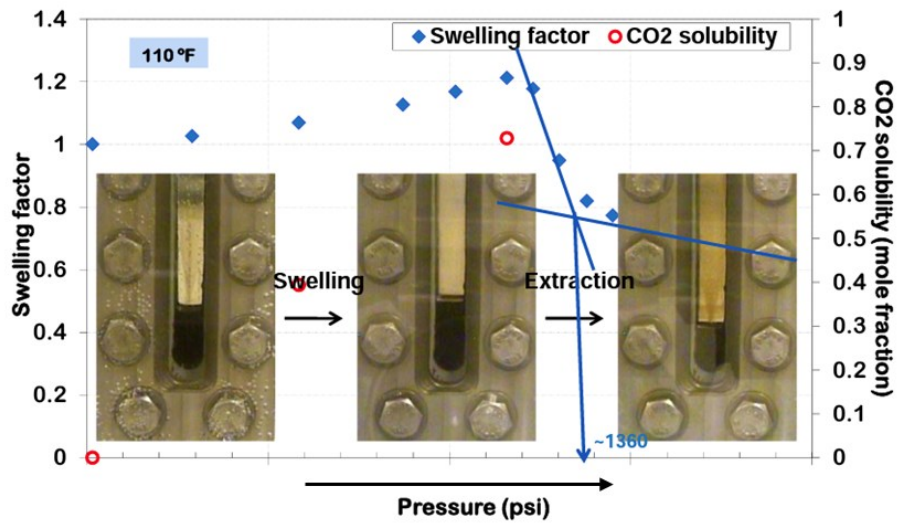 1.4
1.2
1
0.8
0.6
0.4
0.2
0
Swelling factor
110 ºF
Swelling factor
CO2 solubility
Swelling
Extraction
~1360
1
0.9
0.8
0.7
0.6
0.5
0.4
0.3
0.2
0.1
0
CO2 solubility (mole fraction)
Pressure (psi)